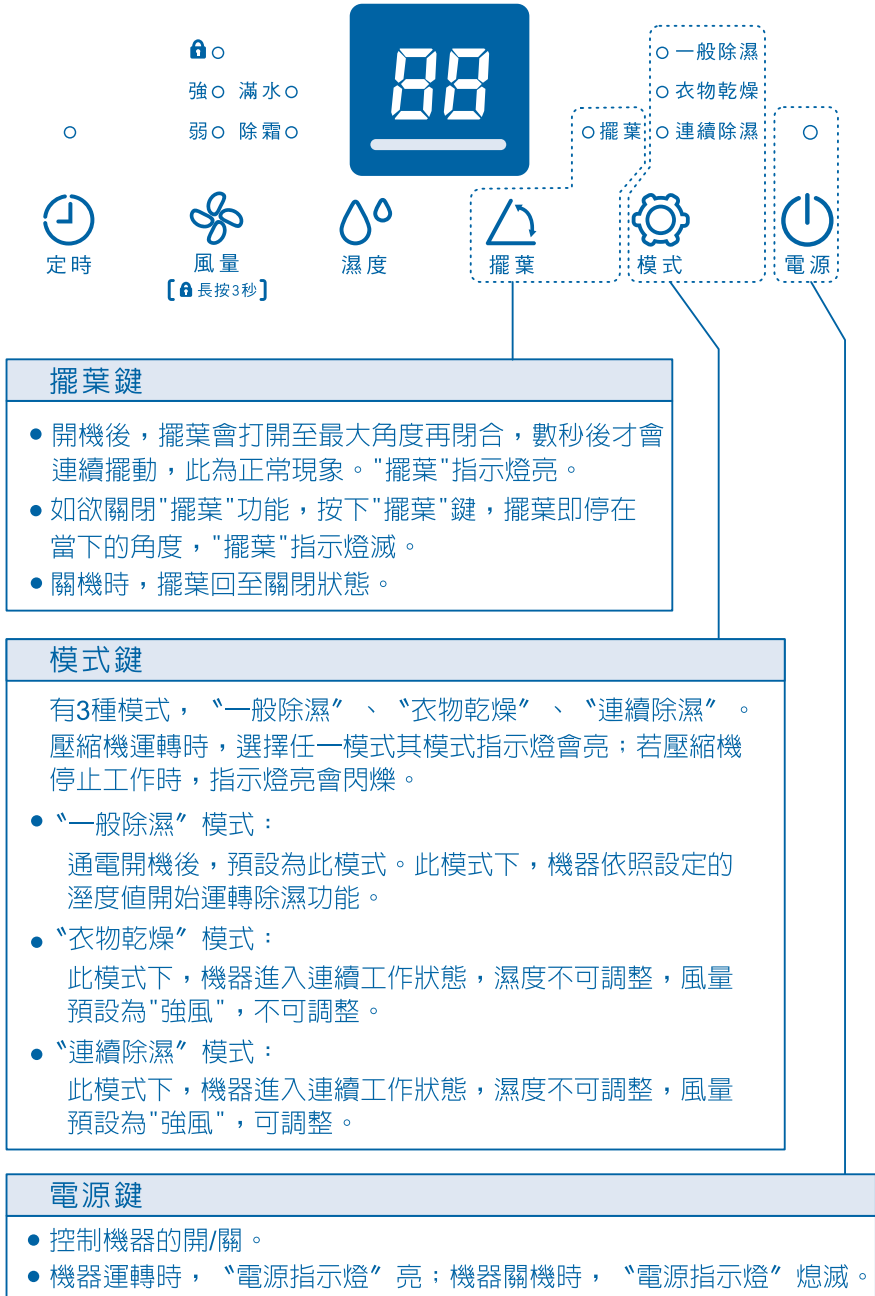 88
一般除濕
強 滿水
衣物乾燥
弱 除霜
擺葉 連續除濕
定時 風量 濕度 擺葉 模式 電源
[長按3秒]
擺葉鍵
●開機後,擺葉會打開至最大角度再閉合,數秒後才會
連續擺動,此為正常現象。"擺葉"指示燈亮。
●如欲關閉"擺葉"功能,按下"擺葉"鍵,擺葉即停在
當下的角度,"擺葉"指示燈滅。
●關機時,擺葉回至關閉狀態。
模式鍵
有3種模式,〝一般除濕〞、〝衣物乾燥〞、〝連續除濕〞。
壓縮機運轉時,選擇任一模式其模式指示燈會亮;若壓縮機
停止工作時,指示燈亮會閃爍。
●〝一般除濕〞模式:
通電開機後,預設為此模式。此模式下,機器依照設定的
溼度值開始運轉除濕功能。
●〝衣物乾燥〞模式:
此模式下,機器進入連續工作狀態,濕度不可調整,風量
預設為"強風",不可調整。
●〝連續除濕〞模式:
此模式下,機器進入連續工作狀態,濕度不可調整,風量
預設為"強風",可調整。
電源鍵
●控制機器的開/關。
●機器運轉時,〝電源指示燈〞亮;機器關機時,〝電源指示燈〞熄滅。